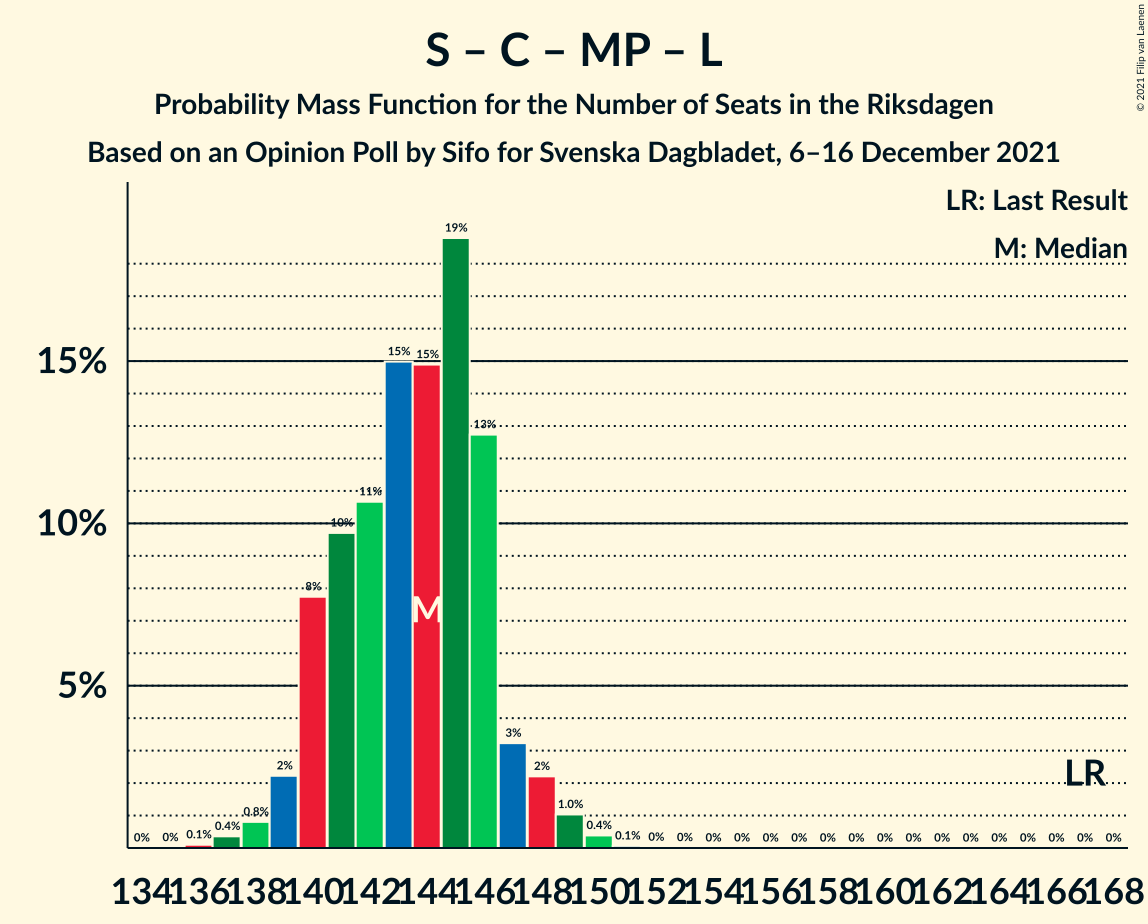 S – C – MP – L
Probability Mass Function for the Number of Seats in the Riksdagen
Based on an Opinion Poll by Sifo for Svenska Dagbladet, 6–16 December 2021
© 2021 Filip van Laenen
LR: Last Result
M: Median
15%
10%
5%
0% 0% 0.1% 0.4% 0.8% 2% 8% 10% 11% 15% 15% 19% 13% 3% 2% 1.0% 0.4% 0.1% 0% 0% 0% 0% 0% 0% 0% 0% 0% 0% 0% 0% 0% 0% 0% 0% 0%
M
LR
134 136 138 140 142 144 146 148 150 152 154 156 158 160 162 164 166 168